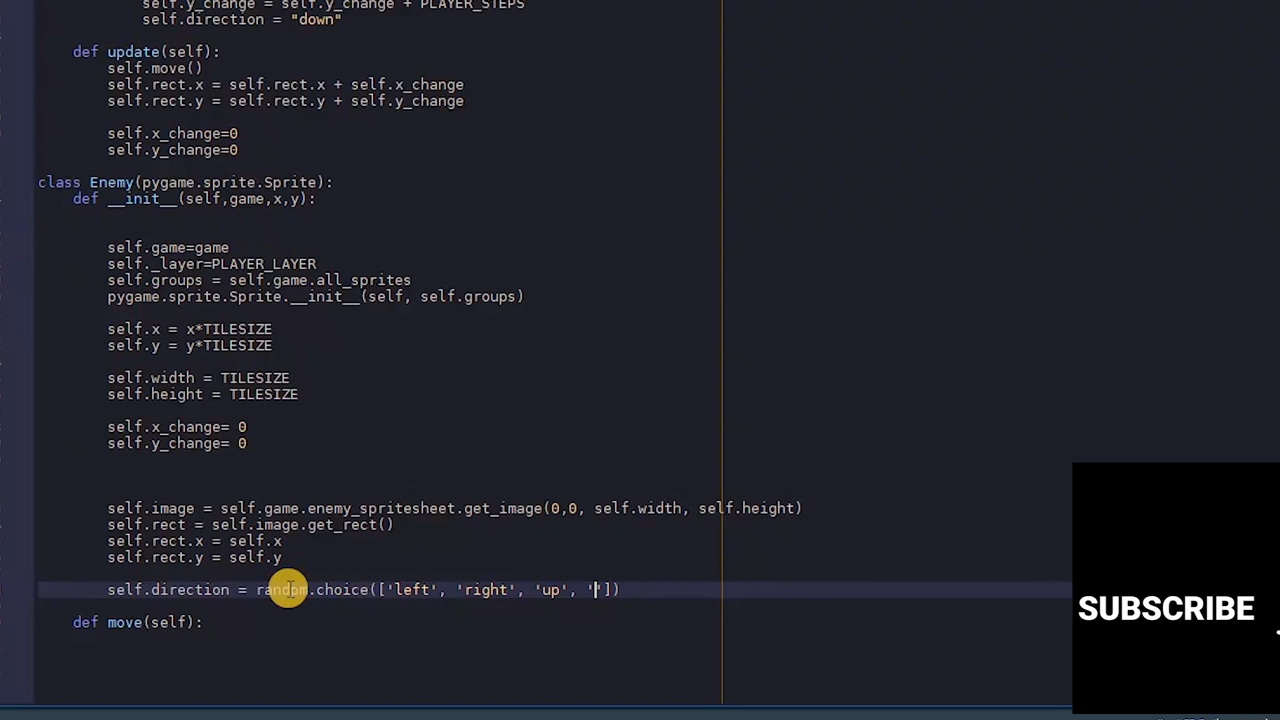 self.y_change = self.y_change + PLAYER_STEPS
self.direction = "down"
def update(self):
self.move()
self.rect.x = self.rect.x + self.x_change
self.rect.y = self.rect.y + self.y_change
self.x_change=0
self.y_change=0
class Enemy(pygame.sprite.Sprite):
def __init__(self,game,x,y):
self.game=game
self._layer=PLAYER_LAYER
self.groups = self.game.all_sprites
pygame.sprite.Sprite.__init__(self, self.groups)
self.x = x*TILESIZE
self.y = y*TILESIZE
self.width = TILESIZE
self.height = TILESIZE
self.x_change= 0
self.y_change= 0
self.image = self.game.enemy_spritesheet.get_image(0,0, self.width, self.height)
self.rect = self.image.get_rect()
self.rect.x = self.x
self.rect.y = self.y
self.direction = random.choice(['left', 'right', 'up', ''])
def move(self):
SUBSCRIBE